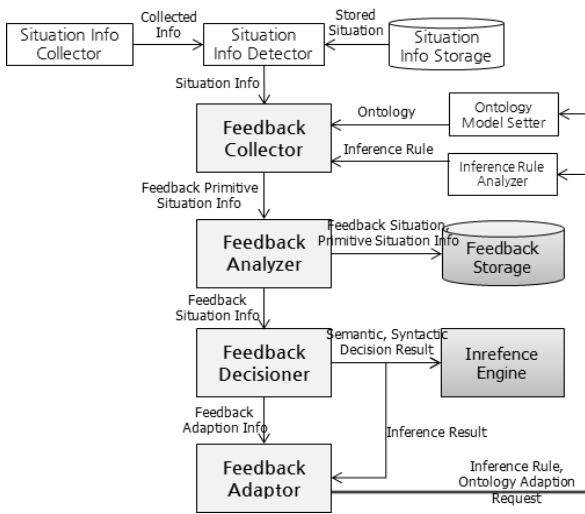 Collected
Info
Stored
Situation
Situation Info
Collector
Situation
Info Detector
Situation
Info Storage
Situation Info
Feedback
Collector
Ontology
Ontology
Model Setter
Inference Rule
Inference Rule
Analyzer
Feedback Primitive
Situation Info
Feedback
Analyzer
Feedback Situation,
Primitive Situation Info
Feedback
Storage
Feedback
Situation Info
Feedback
Decisioner
Semantic, Syntactic
Decision Result
Inrefence
Engine
Feedback
Adaption Info
Inference Result
Feedback
Adaptor
Inference Rule,
Ontology Adaption
Request